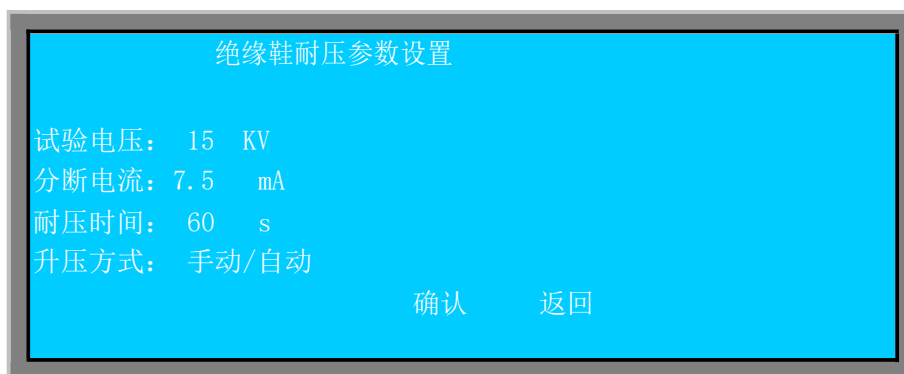 绝缘鞋耐压参数设置
试验电压： 15 KV
分断电流：7.5 mA
耐压时间： 60 s
升压方式： 手动/自动
确认 返回